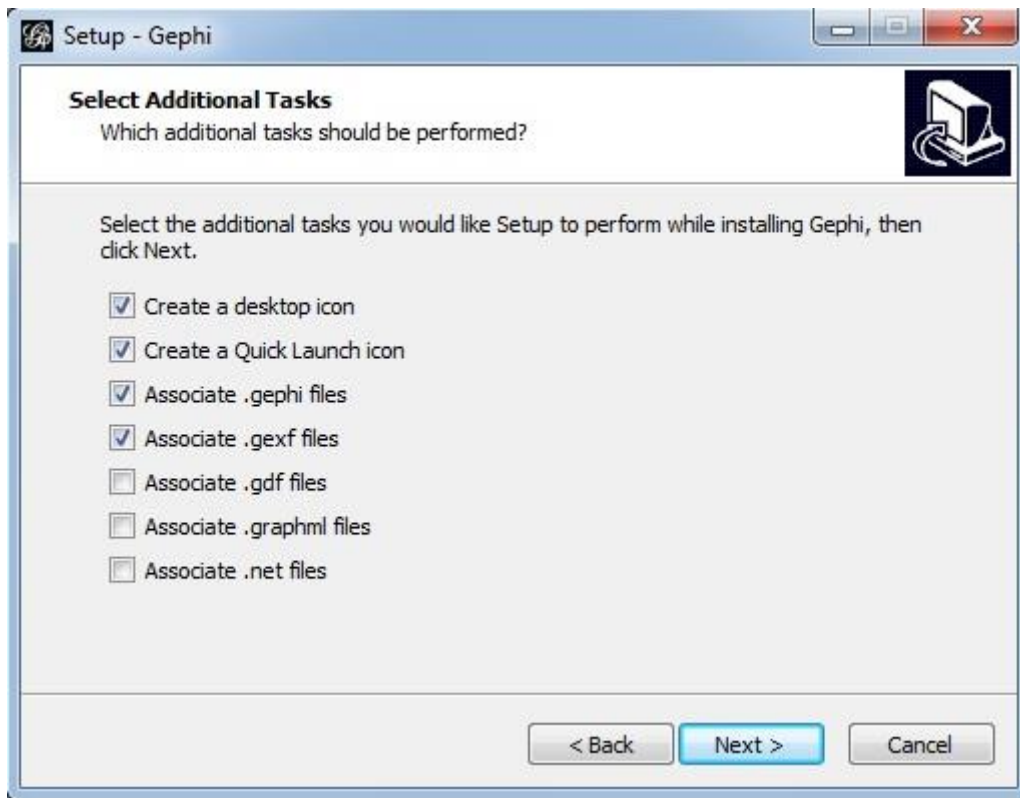 Setup - Gephi
Select Additional Tasks
Which additional tasks should be performed?
Select the additional tasks you would like Setup to perform while installing Gephi, then
click Next.
Create a desktop icon
Create a Quick Launch icon
Associate .gephi files
Associate .gexf files
Associate .gdf files
Associate .graphml files
Associate .net files
< Back
Next >
Cancel